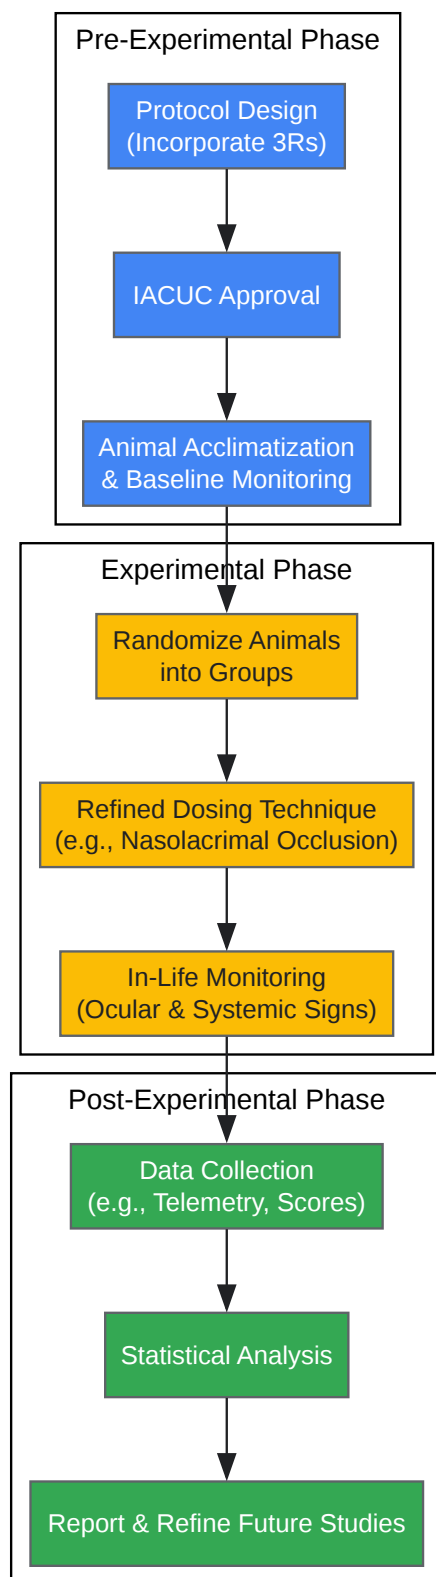 Pre-Experimental Phase
Protocol Design
(Incorporate 3Rs)
IACUC Approval
Animal Acclimatization
& Baseline Monitoring
Experimental Phase
Randomize Animals
into Groups
Refined Dosing Technique
(e.g., Nasolacrimal Occlusion)
In-Life Monitoring
(Ocular & Systemic Signs)
Post-Experimental Phase
Data Collection
(e.g., Telemetry, Scores)
Statistical Analysis
Report & Refine Future Studies